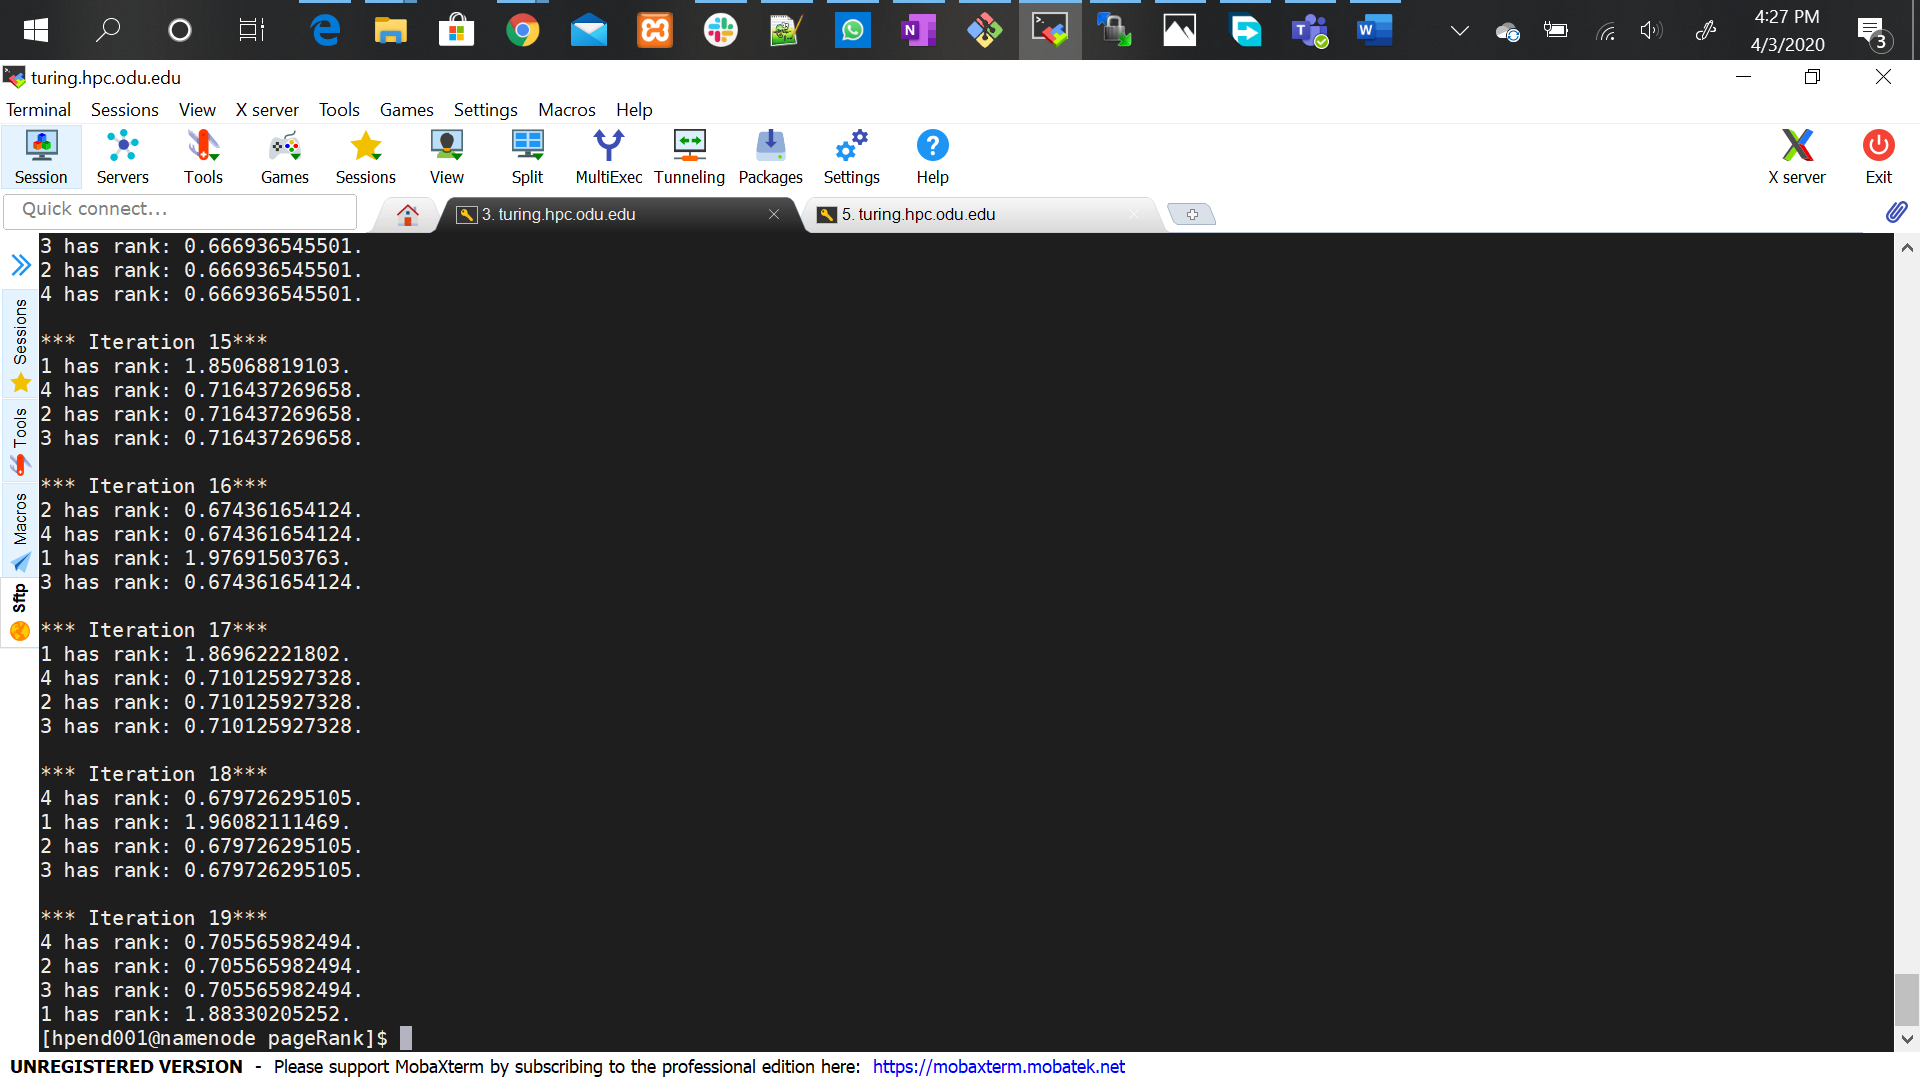 4:27 PM
4/3/2020
3
turing.hpc.odu.edu
Terminal Sessions View X server Tools Games Settings Macros Help
Session Servers Tools Games Sessions View Split MultiExec Tunneling Packages Settings Help X server Exit
Quick connect...
3. turing.hpc.odu.edu
5. turing.hpc.odu.edu
Sessions
Tools
Macros
Sftp
3 has rank: 0.666936545501.
2 has rank: 0.666936545501.
4 has rank: 0.666936545501.
*** Iteration 15***
1 has rank: 1.85068819103.
4 has rank: 0.716437269658.
2 has rank: 0.716437269658.
3 has rank: 0.716437269658.
*** Iteration 16***
2 has rank: 0.674361654124.
4 has rank: 0.674361654124.
1 has rank: 1.97691503763.
3 has rank: 0.674361654124.
*** Iteration 17***
1 has rank: 1.86962221802.
4 has rank: 0.710125927328.
2 has rank: 0.710125927328.
3 has rank: 0.710125927328.
*** Iteration 18***
4 has rank: 0.679726295105.
1 has rank: 1.96082111469.
2 has rank: 0.679726295105.
3 has rank: 0.679726295105.
*** Iteration 19***
4 has rank: 0.705565982494.
2 has rank: 0.705565982494.
3 has rank: 0.705565982494.
1 has rank: 1.88330205252.
[hpend001@namenode pageRank]$
UNREGISTERED VERSION - Please support MobaXterm by subscribing to the professional edition here: https://mobaxterm.mobatek.net